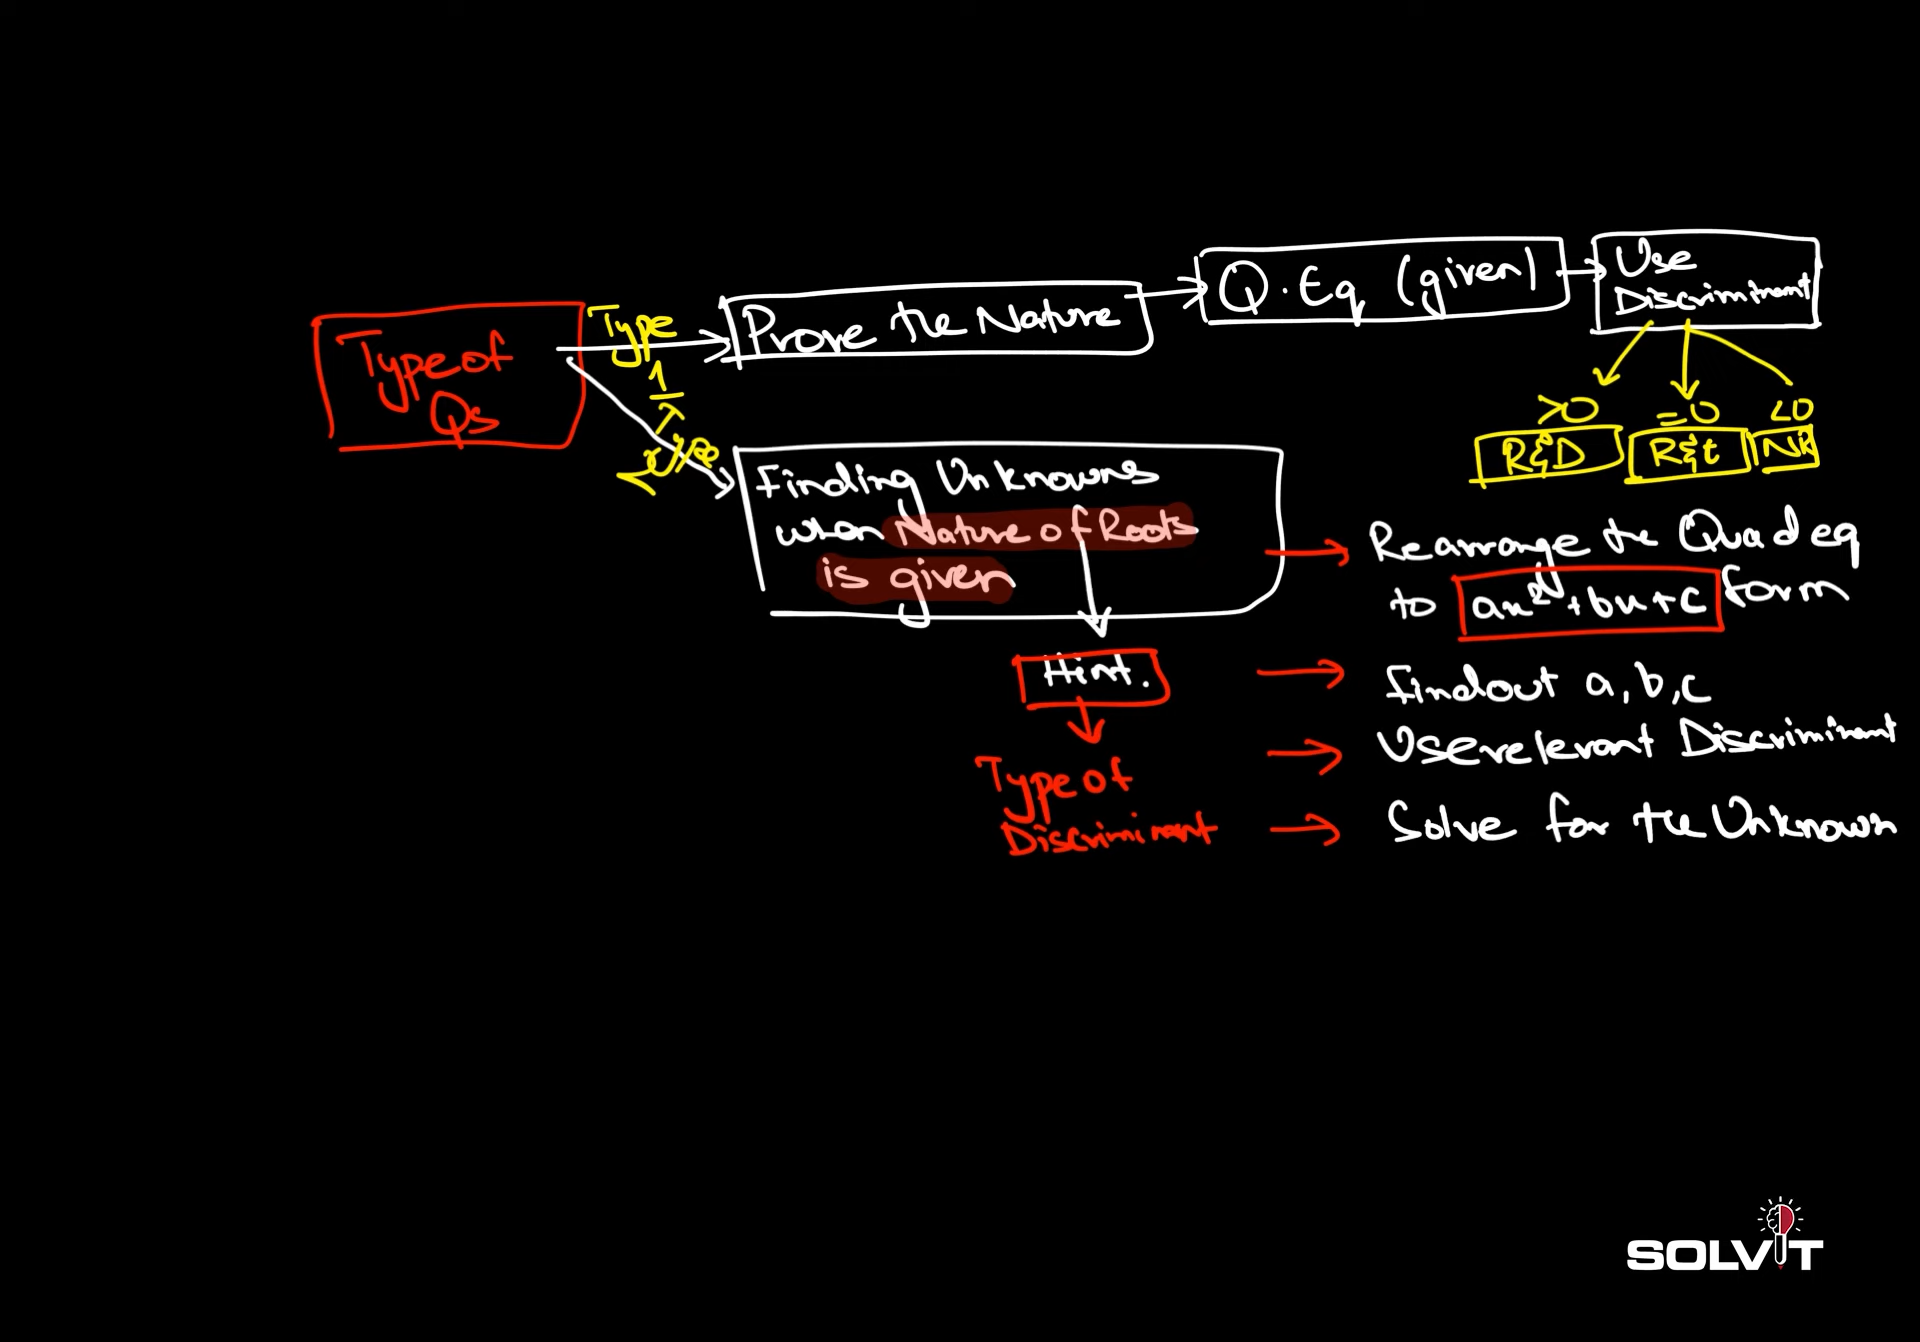 Type of
Qs
Type
1
Type
2
Prove the Nature
Q.Eq (given)
Use
Discriminant
>0
=0
<0
R&D
R&t
NR
Finding Unknowns
when Nature of Roots
is given
Hint.
Type of
Discriminant
Rearrange the Quad eq
to ax²+bx+c form
findout a,b,c
Use relevant Discriminant
Solve for the Unknown
SOLVIT